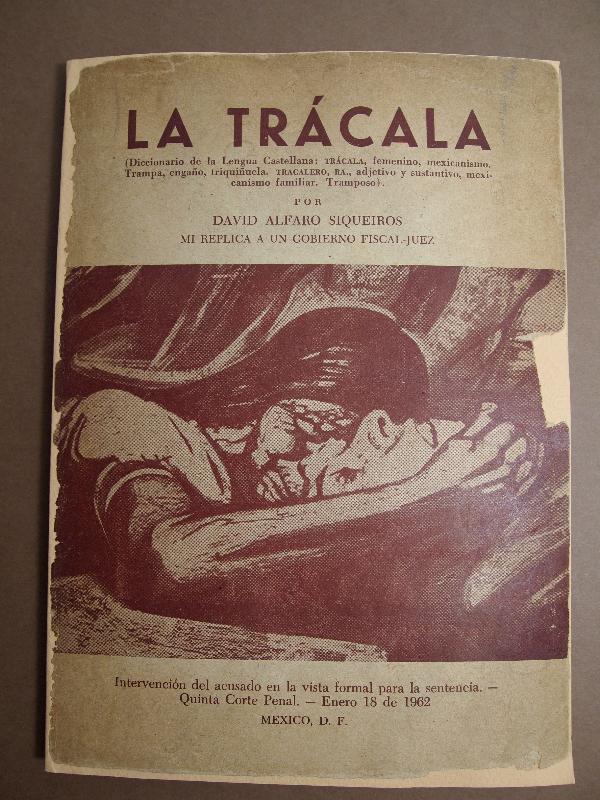 LA TRÁCALA
(Diccionario de la Lengua Castellana: TRÁCALA, femenino, mexicanismo.
Trampa, engaño, triquiñuela. TRACALERO, RA., adjetivo y sustantivo, mexi-
canismo familiar. Tramposo).
POR
DAVID ALFARO SIQUEIROS
MI REPLICA A UN GOBIERNO FISCAL-JUEZ
Intervención del acusado en la vista formal para la sentencia. —
Quinta Corte Penal. — Enero 18 de 1962
MEXICO, D. F.